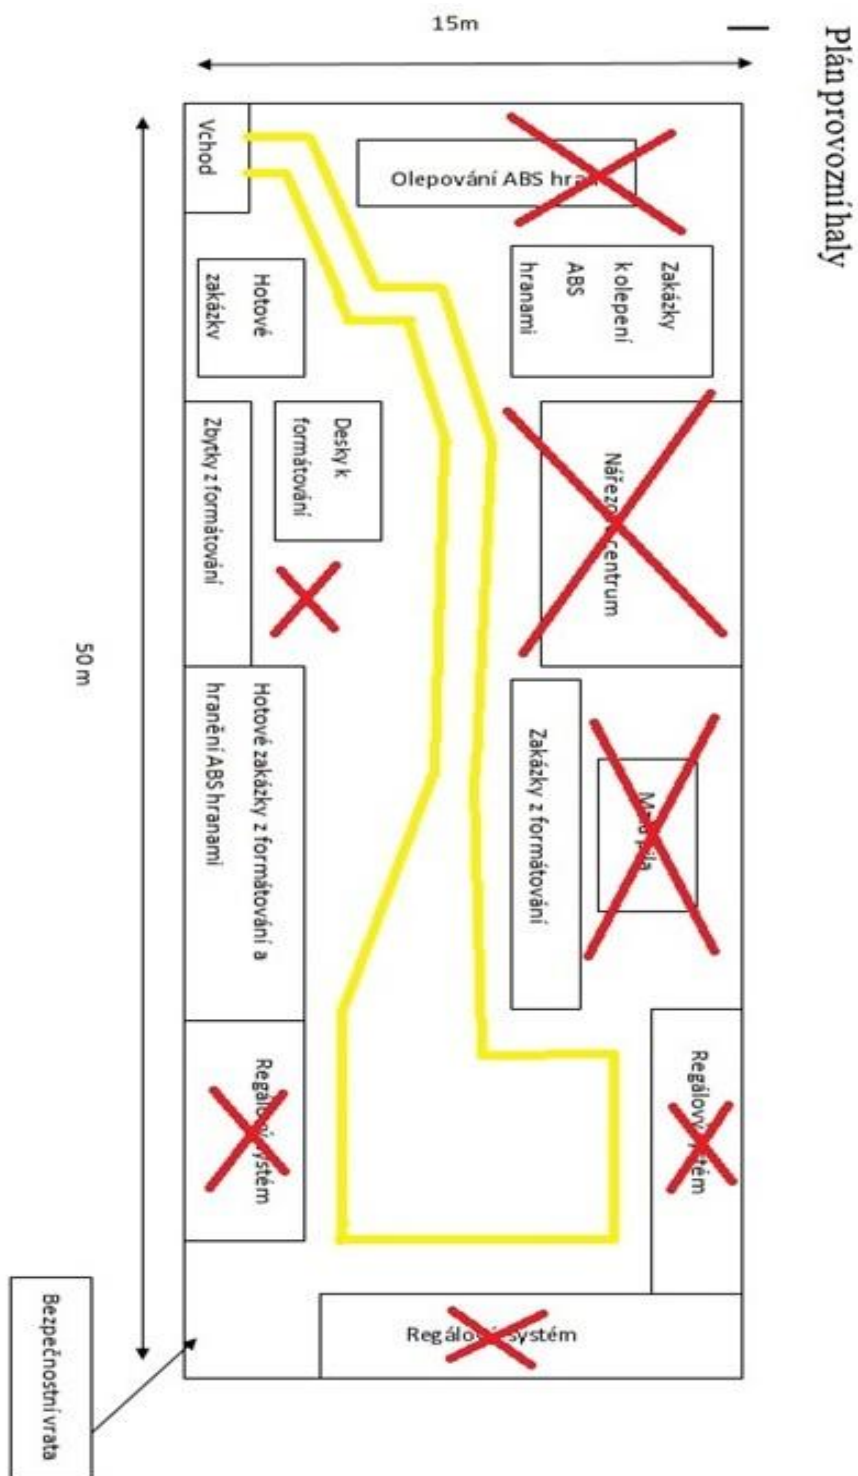 Plán provozní haly
15m
50 m
Vchod
Olepování ABS hran
Zakázky
k olepení
ABS
hranami
Hotové
zakázky
Desky k
formátování
Zbytky z formátování
centrum
Zakázky z formátování
Hotové zakázky z formátování a
hranění ABS hranami
Regálový systém
Regálový systém
Regálový systém
Bezpečnostní vrata